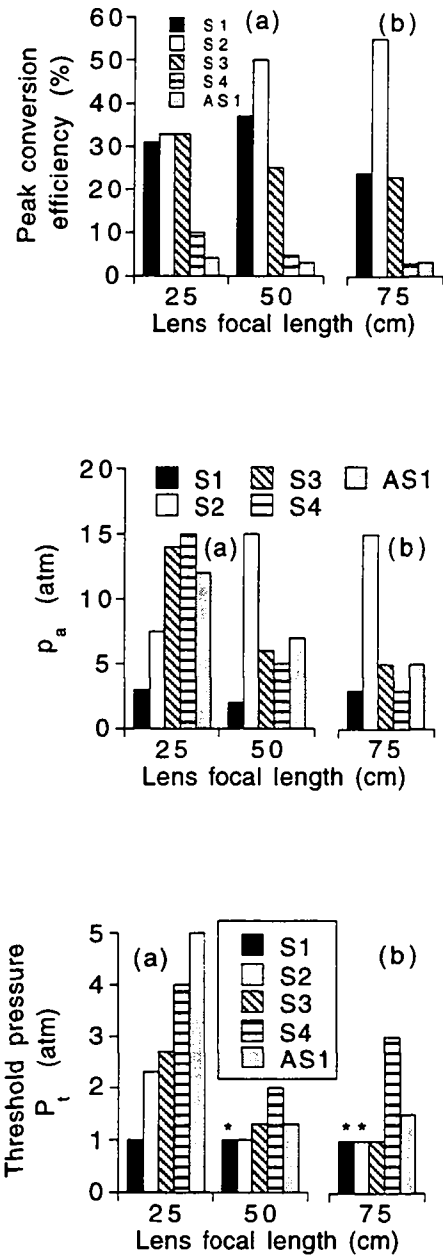 (a) (b)
S1
S2
S3
S4
AS1
Peak conversion
efficiency (%)
60
50
40
30
20
10
0
25 50 75
Lens focal length (cm)
S1 S3 AS1
S2 S4
(a) (b)
pa (atm)
20
15
10
5
0
25 50 75
Lens focal length (cm)
(a) (b)
S1
S2
S3
S4
AS1
Threshold pressure
Pt (atm)
5
4
3
2
1
0
* * *
25 50 75
Lens focal length (cm)